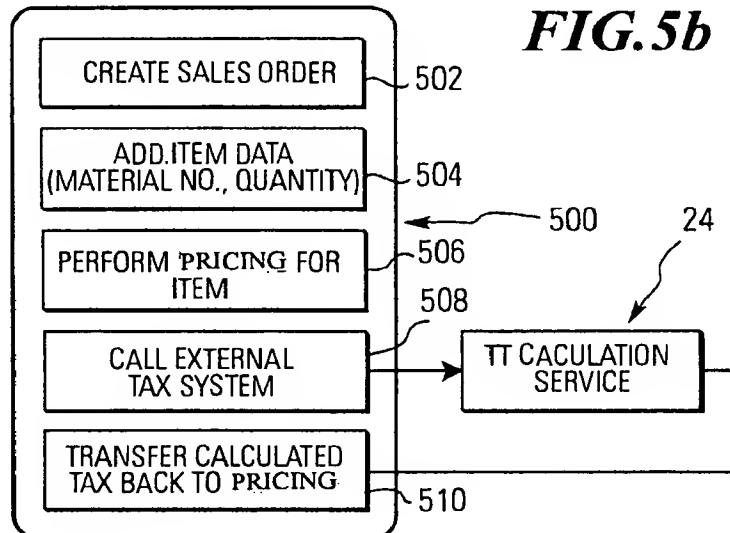 FIG.5b
CREATE SALES ORDER
502
ADD.ITEM DATA
(MATERIAL NO., QUANTITY)
504
500
PERFORM PRICING FOR
ITEM
506
24
CALL EXTERNAL
TAX SYSTEM
508
TT CACULATION
SERVICE
TRANSFER CALCULATED
TAX BACK TO PRICING
510